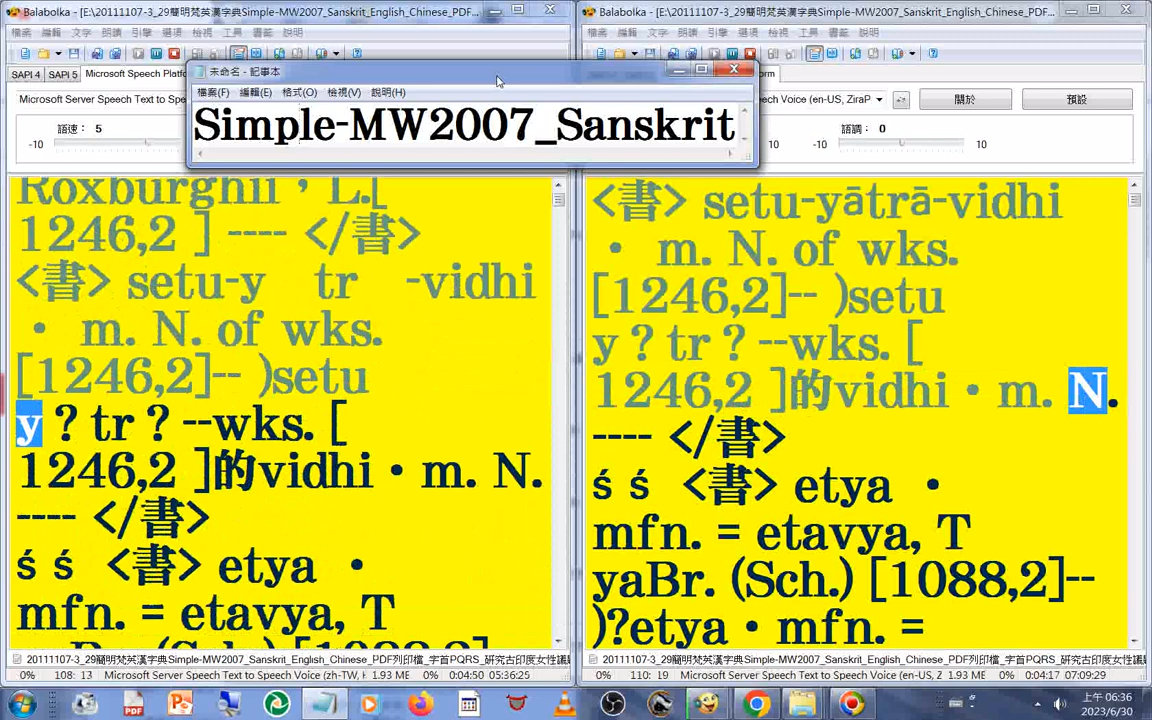 Balabolka - [E:\20111107-3_29簡明梵英漢字典Simple-MW2007_Sanskrit_English_Chinese_PDF...
檔案 編輯 文字 朗讀 引擎 選項 檢視 工具 書籤 說明
SAPI 4 SAPI 5 Microsoft Speech Platf
Microsoft Server Speech Text to Sp
語速： 5
-10
Roxburghii，L.[
1246,2 ] ---- </書>
<書> setu-y tr -vidhi
• m. N. of wks.
[1246,2]-- )setu
y？tr？--wks. [
1246,2 ]的vidhi•m. N.
---- </書>
ś ś <書> etya •
mfn. = etavya, T
20111107-3_29簡明梵英漢字典Simple-MW2007_Sanskrit_English_Chinese_PDF列印檔_字首PQRS_研究古印度女性議
0% 108: 13 Microsoft Server Speech Text to Speech Voice (zh-TW, H 1.93 ME 0% 0:04:50 05:36:25
未命名 - 記事本
檔案(F) 編輯(E) 格式(O) 檢視(V) 說明(H)
Simple-MW2007_Sanskrit
Balabolka - [E:\20111107-3_29簡明梵英漢字典Simple-MW2007_Sanskrit_English_Chinese_PDF...
檔案 編輯 文字 朗讀 引擎 選項 檢視 工具 書籤 說明
Speech Voice (en-US, ZiraP 關於 預設
語調： 0
10 -10 10
<書> setu-yātrā-vidhi
• m. N. of wks.
[1246,2]-- )setu
y？tr？--wks. [
1246,2 ]的vidhi•m. N.
---- </書>
ś ś <書> etya •
mfn. = etavya, T
yaBr. (Sch.) [1088,2]--
)?etya•mfn. =
20111107-3_29簡明梵英漢字典Simple-MW2007_Sanskrit_English_Chinese_PDF列印檔_字首PQRS_研究古印度女性議
0% 110: 19 Microsoft Server Speech Text to Speech Voice (en-US, Z 1.93 ME 0% 0:04:17 07:09:29
上午 06:36
2023/6/30